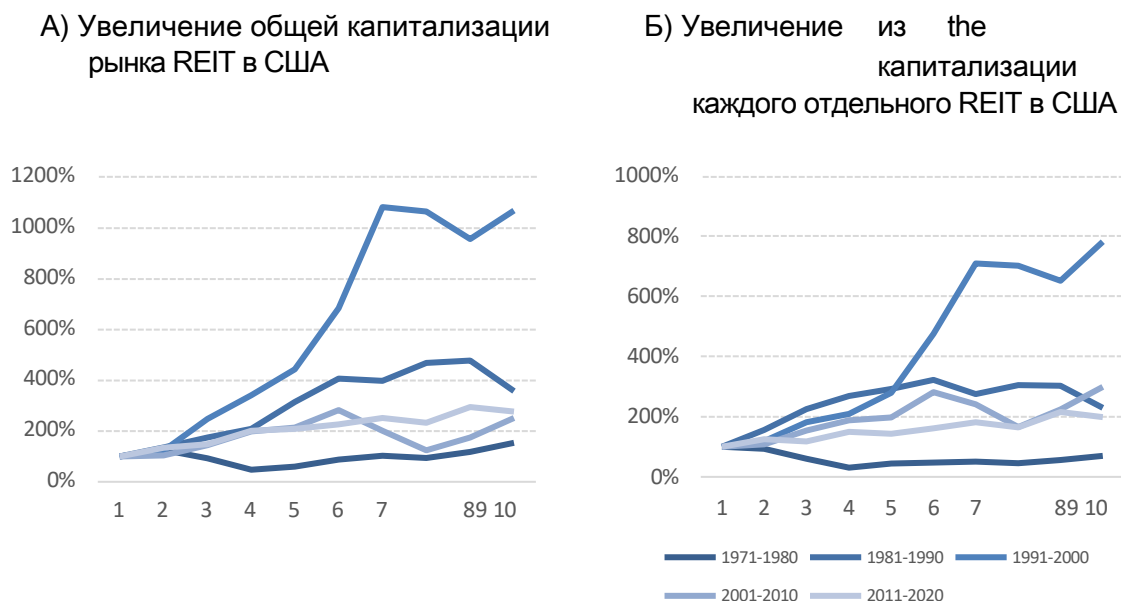 А) Увеличение общей капитализации
рынка REIT в США
1200%
1000%
800%
600%
400%
200%
0%
1 2 3 4 5 6 7 89 10
Б) Увеличение из the
капитализации
каждого отдельного REIT в США
1000%
800%
600%
400%
200%
0%
1 2 3 4 5 6 7 89 10
1971-1980 1981-1990 1991-2000
2001-2010 2011-2020